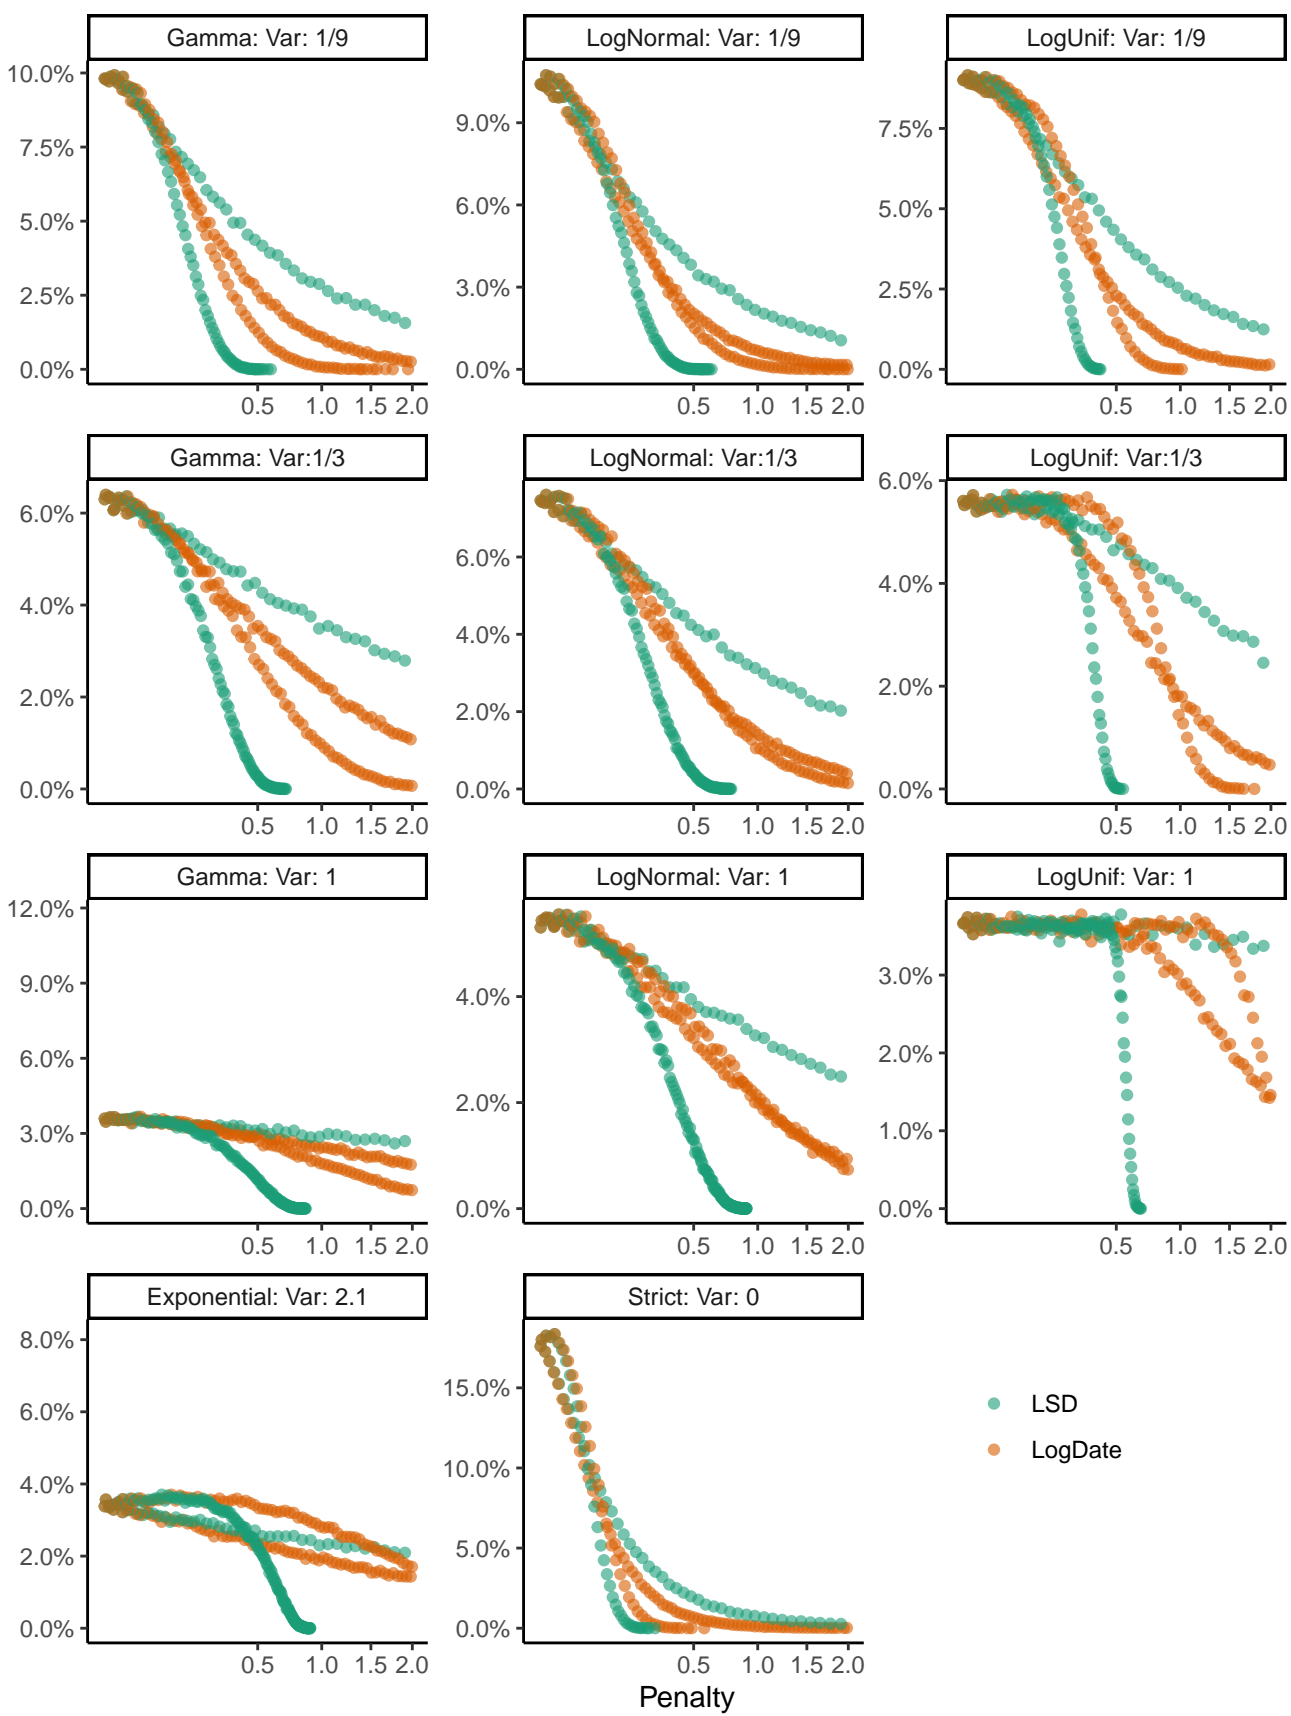 Gamma: Var: 1/9
LogNormal: Var: 1/9
LogUnif: Var: 1/9
10.0%
7.5%
5.0%
2.5%
0.0%
9.0%
6.0%
3.0%
0.0%
7.5%
5.0%
2.5%
0.0%
0.5 1.0 1.5 2.0
0.5 1.0 1.5 2.0
0.5 1.0 1.5 2.0
Gamma: Var:1/3
LogNormal: Var:1/3
LogUnif: Var:1/3
6.0%
4.0%
2.0%
0.0%
6.0%
4.0%
2.0%
0.0%
6.0%
4.0%
2.0%
0.0%
0.5 1.0 1.5 2.0
0.5 1.0 1.5 2.0
0.5 1.0 1.5 2.0
Gamma: Var: 1
LogNormal: Var: 1
LogUnif: Var: 1
12.0%
9.0%
6.0%
3.0%
0.0%
4.0%
2.0%
0.0%
3.0%
2.0%
1.0%
0.0%
0.5 1.0 1.5 2.0
0.5 1.0 1.5 2.0
0.5 1.0 1.5 2.0
Exponential: Var: 2.1
Strict: Var: 0
8.0%
6.0%
4.0%
2.0%
0.0%
15.0%
10.0%
5.0%
0.0%
LSD
LogDate
0.5 1.0 1.5 2.0
0.5 1.0 1.5 2.0
Penalty